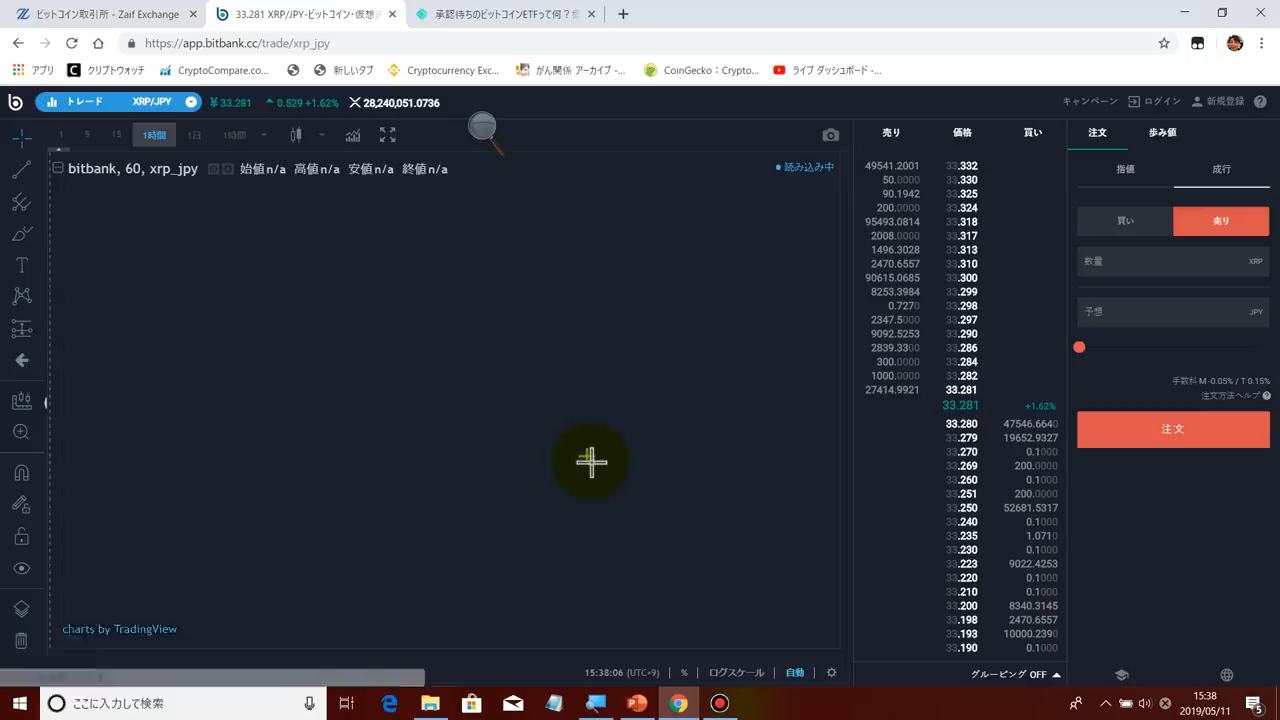 ビットコイン取引所 - Zaif Exchange
33.281 XRP/JPY-ビットコイン・仮想
承認待ちのビットコインETFって何？
https://app.bitbank.cc/trade/xrp_jpy
アプリ クリプトウォッチ CryptoCompare.co... 新しいタブ Cryptocurrency Exc... がん関係 アーカイブ -... CoinGecko: Crypto... ライブ ダッシュボード -...
トレード XRP/JPY ¥33.281 0.529 +1.62% 28,240,051.0736 キャンペーン ログイン 新規登録
1 5 15 1時間 1日 1時間
bitbank, 60, xrp_jpy 始値n/a 高値n/a 安値n/a 終値n/a
読み込み中
charts by TradingView
15:38:06 (UTC+9) % ログスケール 自動
売り 価格 買い
49541.2001 33.332
50.0000 33.330
90.1942 33.325
200.0000 33.324
95493.0814 33.318
2008.0000 33.317
1496.3028 33.313
2470.6557 33.310
90615.0685 33.300
8253.3984 33.299
0.7270 33.298
2347.5000 33.297
9092.5253 33.290
2839.3300 33.286
300.0000 33.284
1000.0000 33.282
27414.9921 33.281
33.281 +1.62%
33.280 47546.6640
33.279 19652.9327
33.270 0.1000
33.269 200.0000
33.260 0.1000
33.251 200.0000
33.250 52681.5317
33.240 0.1000
33.235 1.0710
33.230 0.1000
33.223 9022.4253
33.220 0.1000
33.210 0.1000
33.200 8340.3145
33.198 2470.6557
33.193 10000.2390
33.190 0.1000
グルーピング OFF
注文 歩み値
指値 成行
買い 売り
数量 XRP
予想 JPY
手数料 M -0.05% / T 0.15%
注文方法ヘルプ
注文
ここに入力して検索
15:38
2019/05/11
5